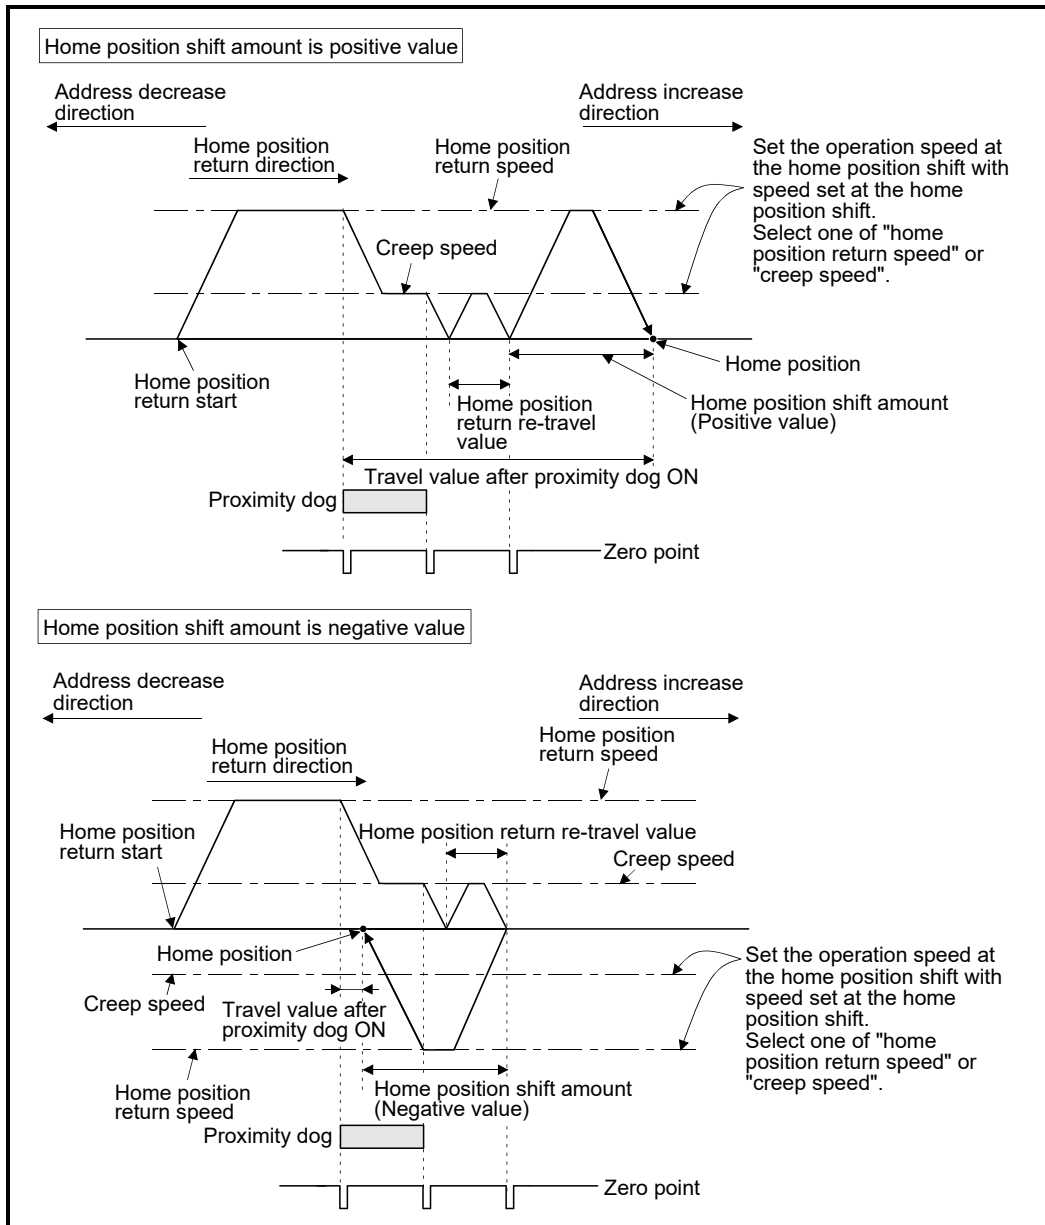 Home position shift amount is positive value
Address decrease
direction
Address increase
direction
Home position
return direction
Home position
return speed
Set the operation speed at
the home position shift with
speed set at the home
position shift.
Select one of "home
position return speed" or
"creep speed".
Creep speed
Home position
return start
Home position
Home position
return re-travel
value
Home position shift amount
(Positive value)
Travel value after proximity dog ON
Proximity dog
Zero point
Home position shift amount is negative value
Address decrease
direction
Address increase
direction
Home position
return direction
Home position
return speed
Home position
return start
Home position return re-travel value
Creep speed
Home position
Creep speed
Travel value after
proximity dog ON
Set the operation speed at
the home position shift with
speed set at the home
position shift.
Select one of "home
position return speed" or
"creep speed".
Home position
return speed
Home position shift amount
(Negative value)
Proximity dog
Zero point